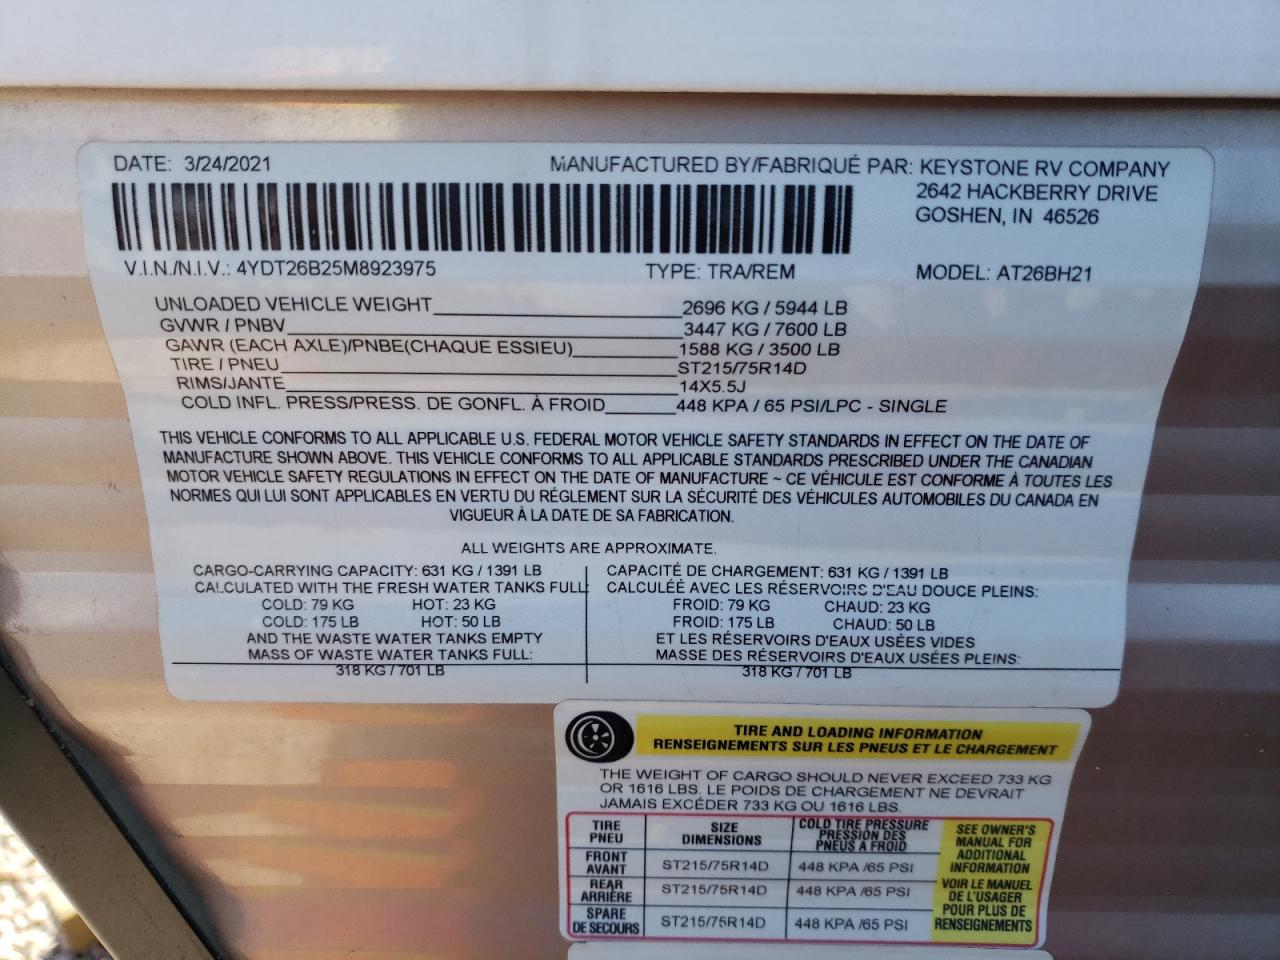 DATE: 3/24/2021 MANUFACTURED BY/FABRIQUÉ PAR: KEYSTONE RV COMPANY
2642 HACKBERRY DRIVE
GOSHEN, IN 46526
V.I.N./N.I.V.: 4YDT26B25M8923975 TYPE: TRA/REM MODEL: AT26BH21
UNLOADED VEHICLE WEIGHT 2696 KG / 5944 LB
GVWR / PNBV 3447 KG / 7600 LB
GAWR (EACH AXLE)/PNBE(CHAQUE ESSIEU) 1588 KG / 3500 LB
TIRE / PNEU ST215/75R14D
RIMS/JANTE 14X5.5J
COLD INFL. PRESS/PRESS. DE GONFL. À FROID 448 KPA / 65 PSI/LPC - SINGLE
THIS VEHICLE CONFORMS TO ALL APPLICABLE U.S. FEDERAL MOTOR VEHICLE SAFETY STANDARDS IN EFFECT ON THE DATE OF
MANUFACTURE SHOWN ABOVE. THIS VEHICLE CONFORMS TO ALL APPLICABLE STANDARDS PRESCRIBED UNDER THE CANADIAN
MOTOR VEHICLE SAFETY REGULATIONS IN EFFECT ON THE DATE OF MANUFACTURE ~ CE VÉHICULE EST CONFORME À TOUTES LES
NORMES QUI LUI SONT APPLICABLES EN VERTU DU RÉGLEMENT SUR LA SÉCURITÉ DES VÉHICULES AUTOMOBILES DU CANADA EN
VIGUEUR À LA DATE DE SA FABRICATION.
ALL WEIGHTS ARE APPROXIMATE.
CARGO-CARRYING CAPACITY: 631 KG / 1391 LB
CALCULATED WITH THE FRESH WATER TANKS FULL:
COLD: 79 KG HOT: 23 KG
COLD: 175 LB HOT: 50 LB
AND THE WASTE WATER TANKS EMPTY
MASS OF WASTE WATER TANKS FULL:
318 KG / 701 LB
CAPACITÉ DE CHARGEMENT: 631 KG / 1391 LB
CALCULÉE AVEC LES RÉSERVOIRS D'EAU DOUCE PLEINS:
FROID: 79 KG CHAUD: 23 KG
FROID: 175 LB CHAUD: 50 LB
ET LES RÉSERVOIRS D'EAUX USÉES VIDES
MASSE DES RÉSERVOIRS D'EAUX USÉES PLEINS:
318 KG / 701 LB
TIRE AND LOADING INFORMATION
RENSEIGNEMENTS SUR LES PNEUS ET LE CHARGEMENT
THE WEIGHT OF CARGO SHOULD NEVER EXCEED 733 KG
OR 1616 LBS. LE POIDS DE CHARGEMENT NE DEVRAIT
JAMAIS EXCÉDER 733 KG OU 1616 LBS.
TIRE SIZE COLD TIRE PRESSURE
PNEU DIMENSIONS PRESSION DES
PNEUS A FROID
FRONT
AVANT ST215/75R14D 448 KPA /65 PSI
REAR
ARRIÈRE ST215/75R14D 448 KPA /65 PSI
SPARE
DE SECOURS ST215/75R14D 448 KPA /65 PSI
SEE OWNER'S
MANUAL FOR
ADDITIONAL
INFORMATION
VOIR LE MANUEL
DE L'USAGER
POUR PLUS DE
RENSEIGNEMENTS